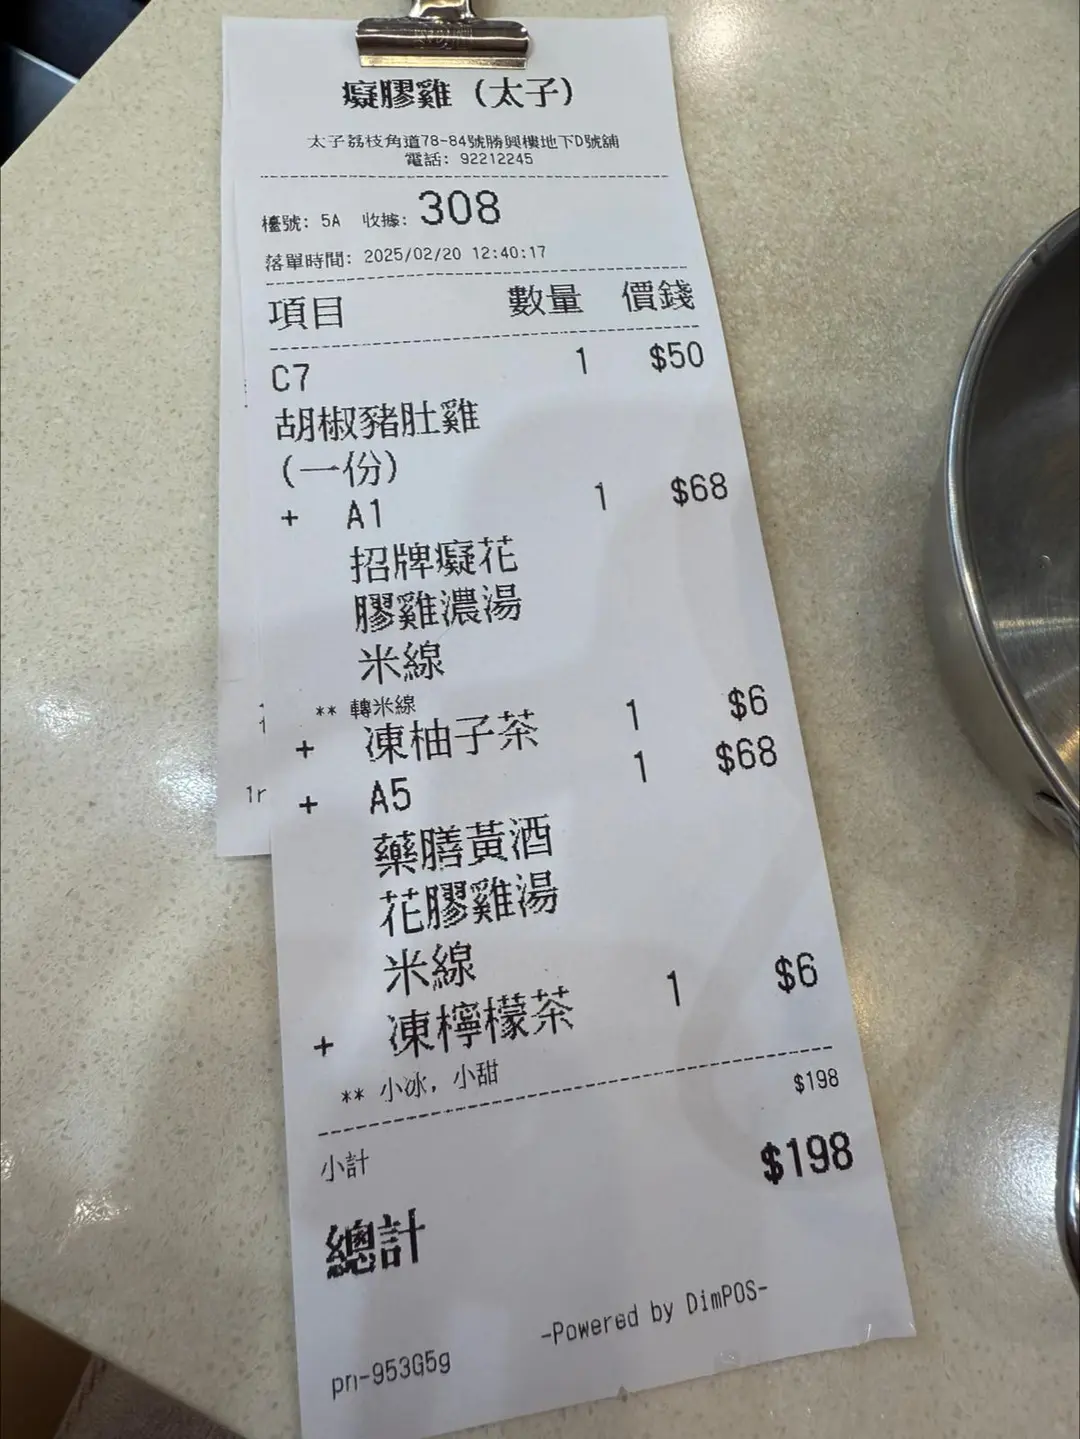 癡膠雞（太子）
太子荔枝角道78-84號勝興樓地下D號舖
電話: 92212245
檯號: 5A 收據: 308
落單時間: 2025/02/20 12:40:17
項目 數量 價錢
C7 1 $50
胡椒豬肚雞
(一份)
+ A1 1 $68
招牌癡花
膠雞濃湯
米線
** 轉米線
+ 凍柚子茶 1 $6
+ A5 1 $68
藥膳黃酒
花膠雞湯
米線
+ 凍檸檬茶 1 $6
** 小冰, 小甜
小計 $198
總計 $198
-Powered by DimPOS-
pn-953G5g